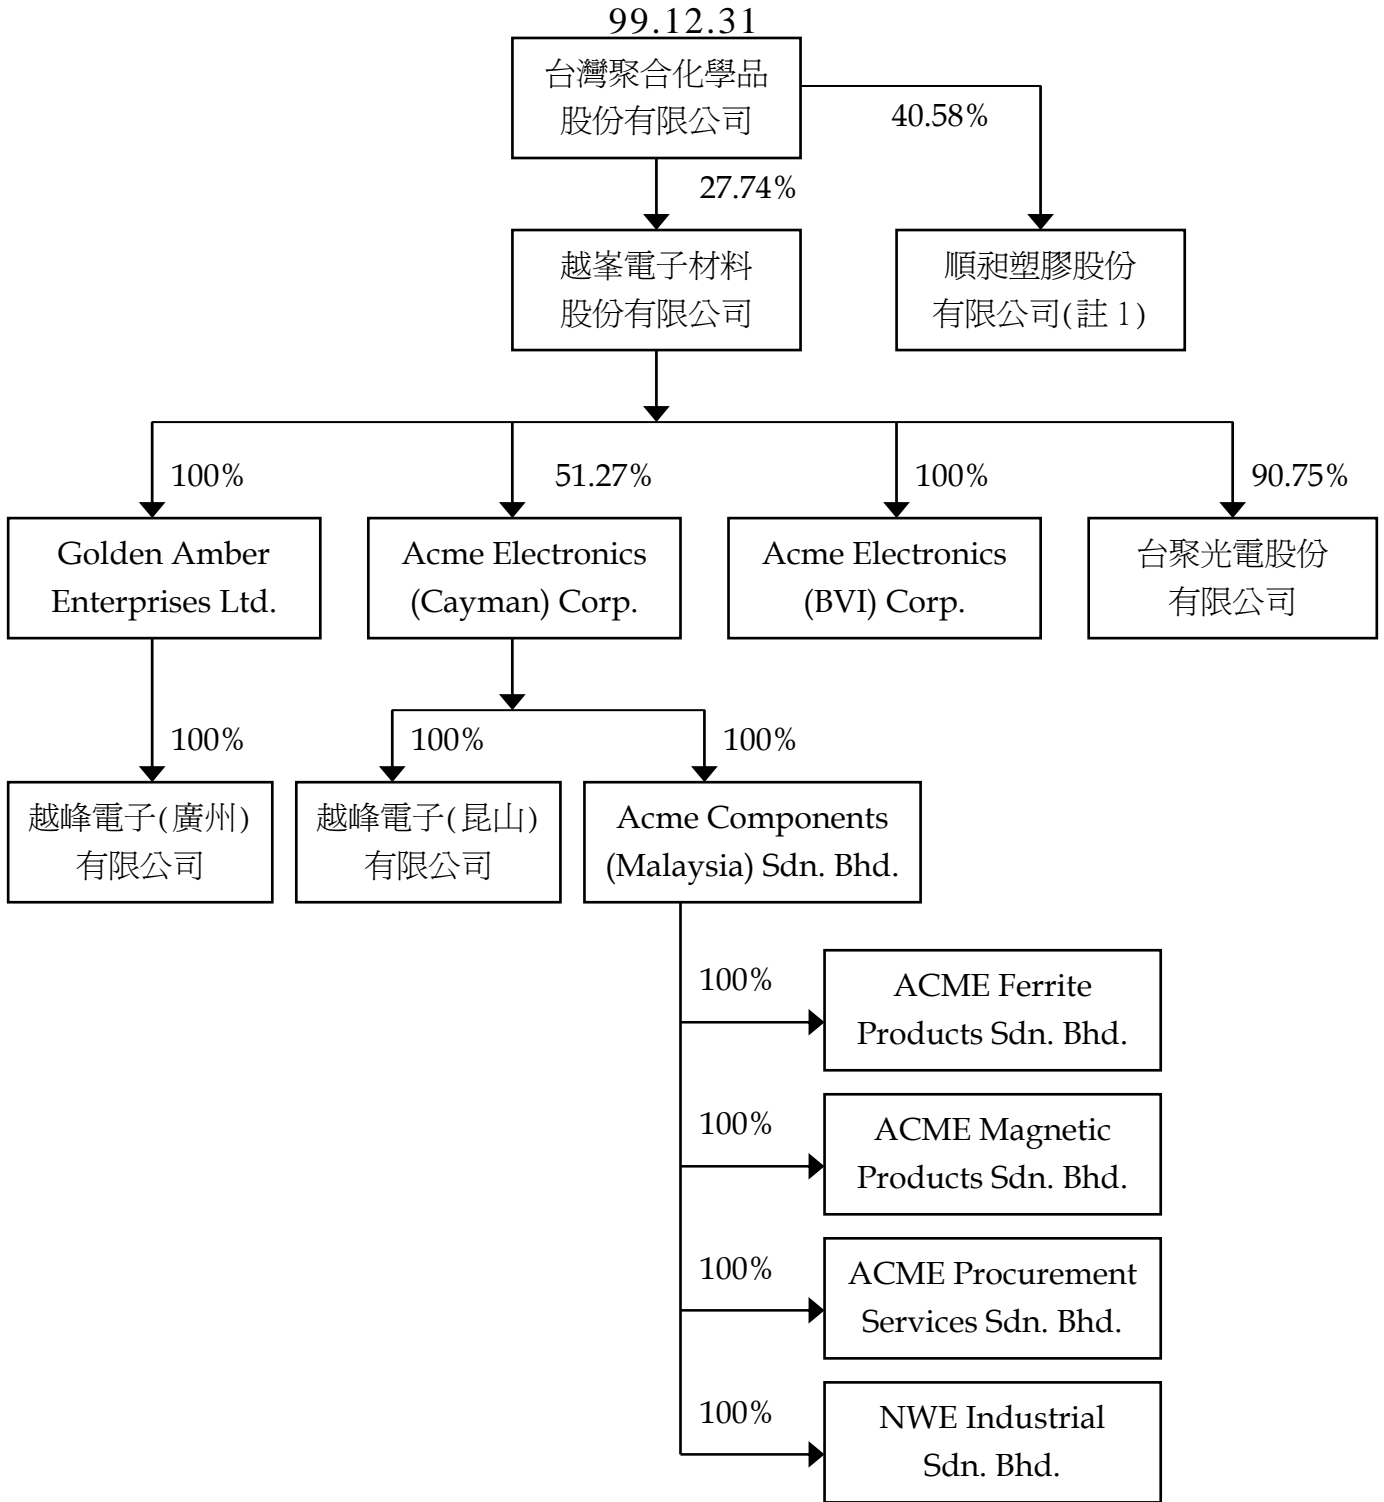 99.12.31
台灣聚合化學品
股份有限公司
40.58%
27.74%
越峯電子材料
股份有限公司
順昶塑膠股份
有限公司(註 1)
100%
51.27%
100%
90.75%
Golden Amber
Enterprises Ltd.
Acme Electronics
(Cayman) Corp.
Acme Electronics
(BVI) Corp.
台聚光電股份
有限公司
100%
100%
100%
越峰電子(廣州)
有限公司
越峰電子(昆山)
有限公司
Acme Components
(Malaysia) Sdn. Bhd.
100%
ACME Ferrite
Products Sdn. Bhd.
100%
ACME Magnetic
Products Sdn. Bhd.
100%
ACME Procurement
Services Sdn. Bhd.
100%
NWE Industrial
Sdn. Bhd.